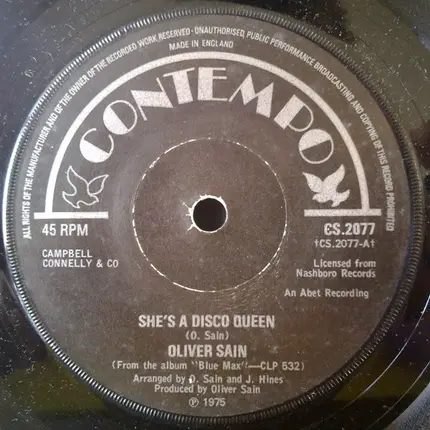 ALL RIGHTS OF THE MANUFACTURER AND OF THE OWNER OF THE RECORDED WORK RESERVED · UNAUTHORISED PUBLIC PERFORMANCE BROADCASTING AND COPYING OF THIS RECORD PROHIBITED
MADE IN ENGLAND
CONTEMPO
45 RPM
CS.2077
†CS.2077-A†
CAMPBELL
CONNELLY & CO
Licensed from
Nashboro Records
An Abet Recording
SHE'S A DISCO QUEEN
(O. Sain)
OLIVER SAIN
(From the album "Blue Max"—CLP 532)
Arranged by O. Sain and J. Hines
Produced by Oliver Sain
℗ 1975